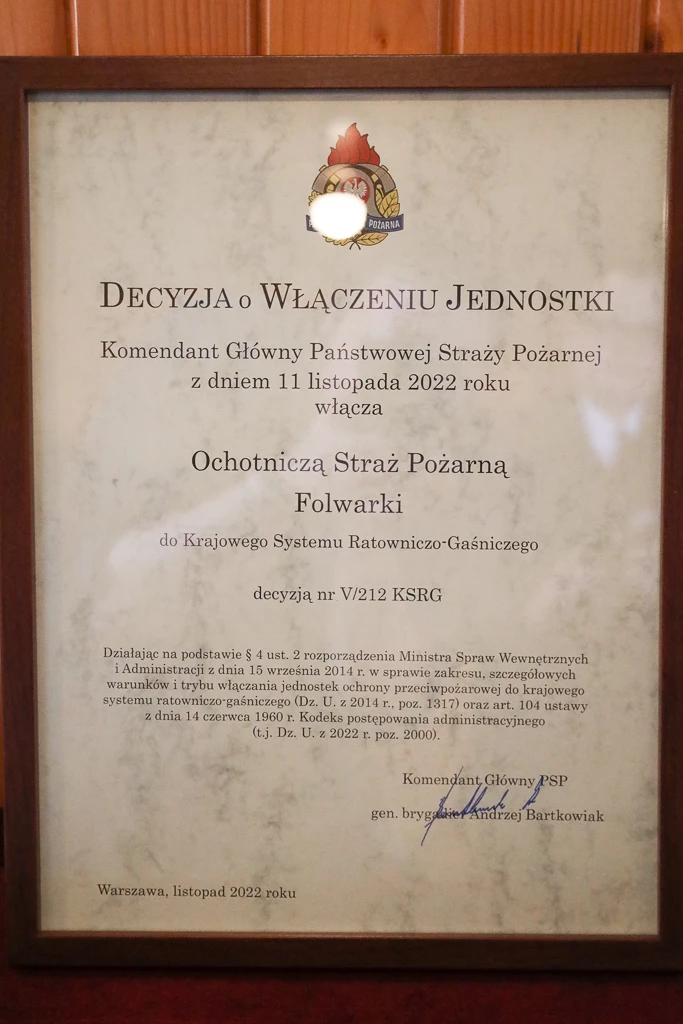 POŻARNA
DECYZJA O WŁĄCZENIU JEDNOSTKI
Komendant Główny Państwowej Straży Pożarnej
z dniem 11 listopada 2022 roku
włącza
Ochotniczą Straż Pożarną
Folwarki
do Krajowego Systemu Ratowniczo-Gaśniczego
decyzją nr V/212 KSRG
Działając na podstawie § 4 ust. 2 rozporządzenia Ministra Spraw Wewnętrznych
i Administracji z dnia 15 września 2014 r. w sprawie zakresu, szczegółowych
warunków i trybu włączania jednostek ochrony przeciwpożarowej do krajowego
systemu ratowniczo-gaśniczego (Dz. U. z 2014 r., poz. 1317) oraz art. 104 ustawy
z dnia 14 czerwca 1960 r. Kodeks postępowania administracyjnego
(t.j. Dz. U. z 2022 r. poz. 2000).
Komendant Główny PSP
gen. brygadier Andrzej Bartkowiak
Warszawa, listopad 2022 roku